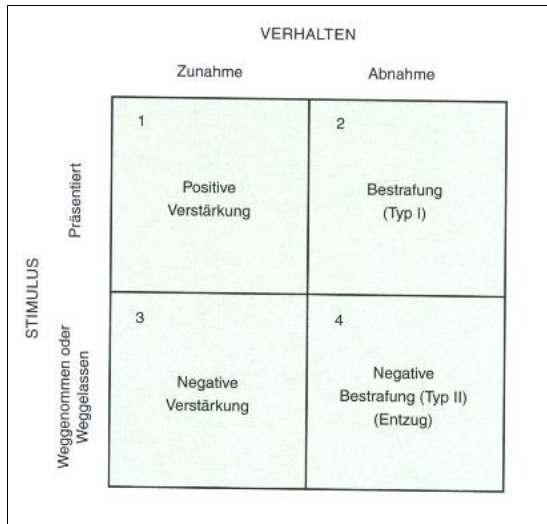 VERHALTEN
Zunahme
Abnahme
STIMULUS
Präsentiert
1
Positive
Verstärkung
2
Bestrafung
(Typ I)
Weggenommen oder
Weggelassen
3
Negative
Verstärkung
4
Negative
Bestrafung (Typ II)
(Entzug)